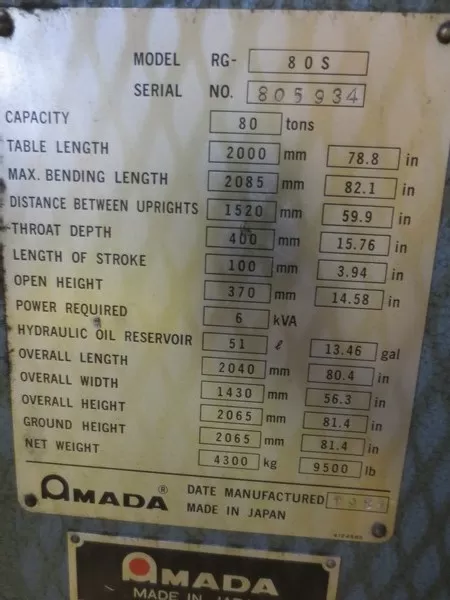 MODEL RG- 80S
SERIAL NO. 805934
CAPACITY 80 tons
TABLE LENGTH 2000 mm 78.8 in
MAX. BENDING LENGTH 2085 mm 82.1 in
DISTANCE BETWEEN UPRIGHTS 1520 mm 59.9 in
THROAT DEPTH 400 mm 15.76 in
LENGTH OF STROKE 100 mm 3.94 in
OPEN HEIGHT 370 mm 14.58 in
POWER REQUIRED 6 kVA
HYDRAULIC OIL RESERVOIR 51 ℓ 13.46 gal
OVERALL LENGTH 2040 mm 80.4 in
OVERALL WIDTH 1430 mm 56.3 in
OVERALL HEIGHT 2065 mm 81.4 in
GROUND HEIGHT 2065 mm 81.4 in
NET WEIGHT 4300 kg 9500 lb
AMADA ® DATE MANUFACTURED
MADE IN JAPAN
AMADA
MADE IN